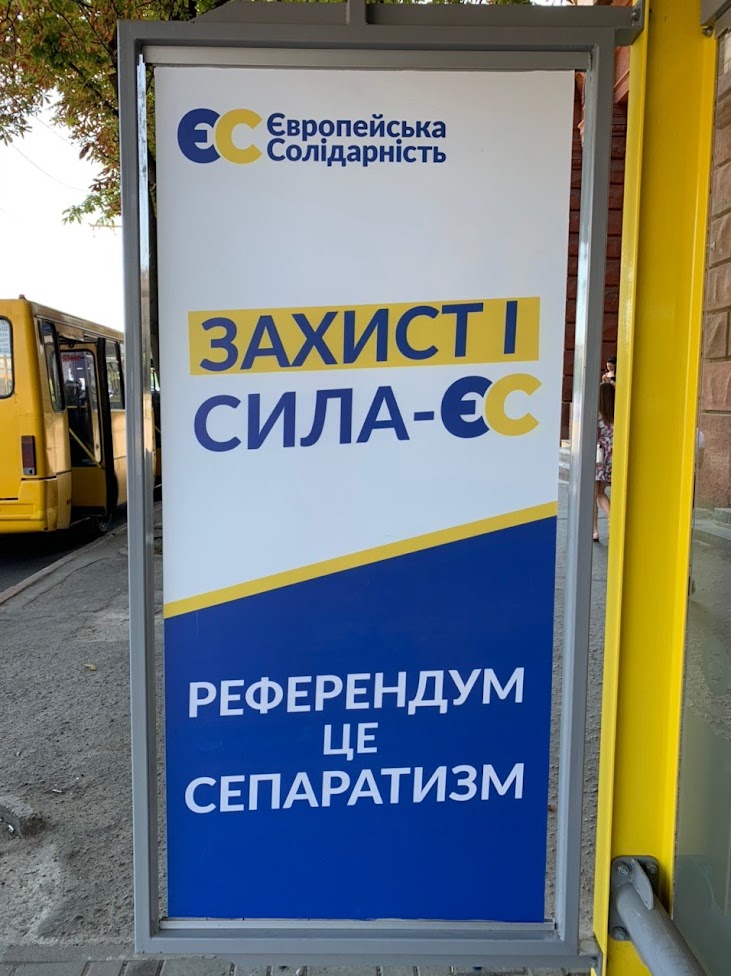 ЄС Європейська
Солідарність
ЗАХИСТ І
СИЛА-ЄС
РЕФЕРЕНДУМ
ЦЕ
СЕПАРАТИЗМ